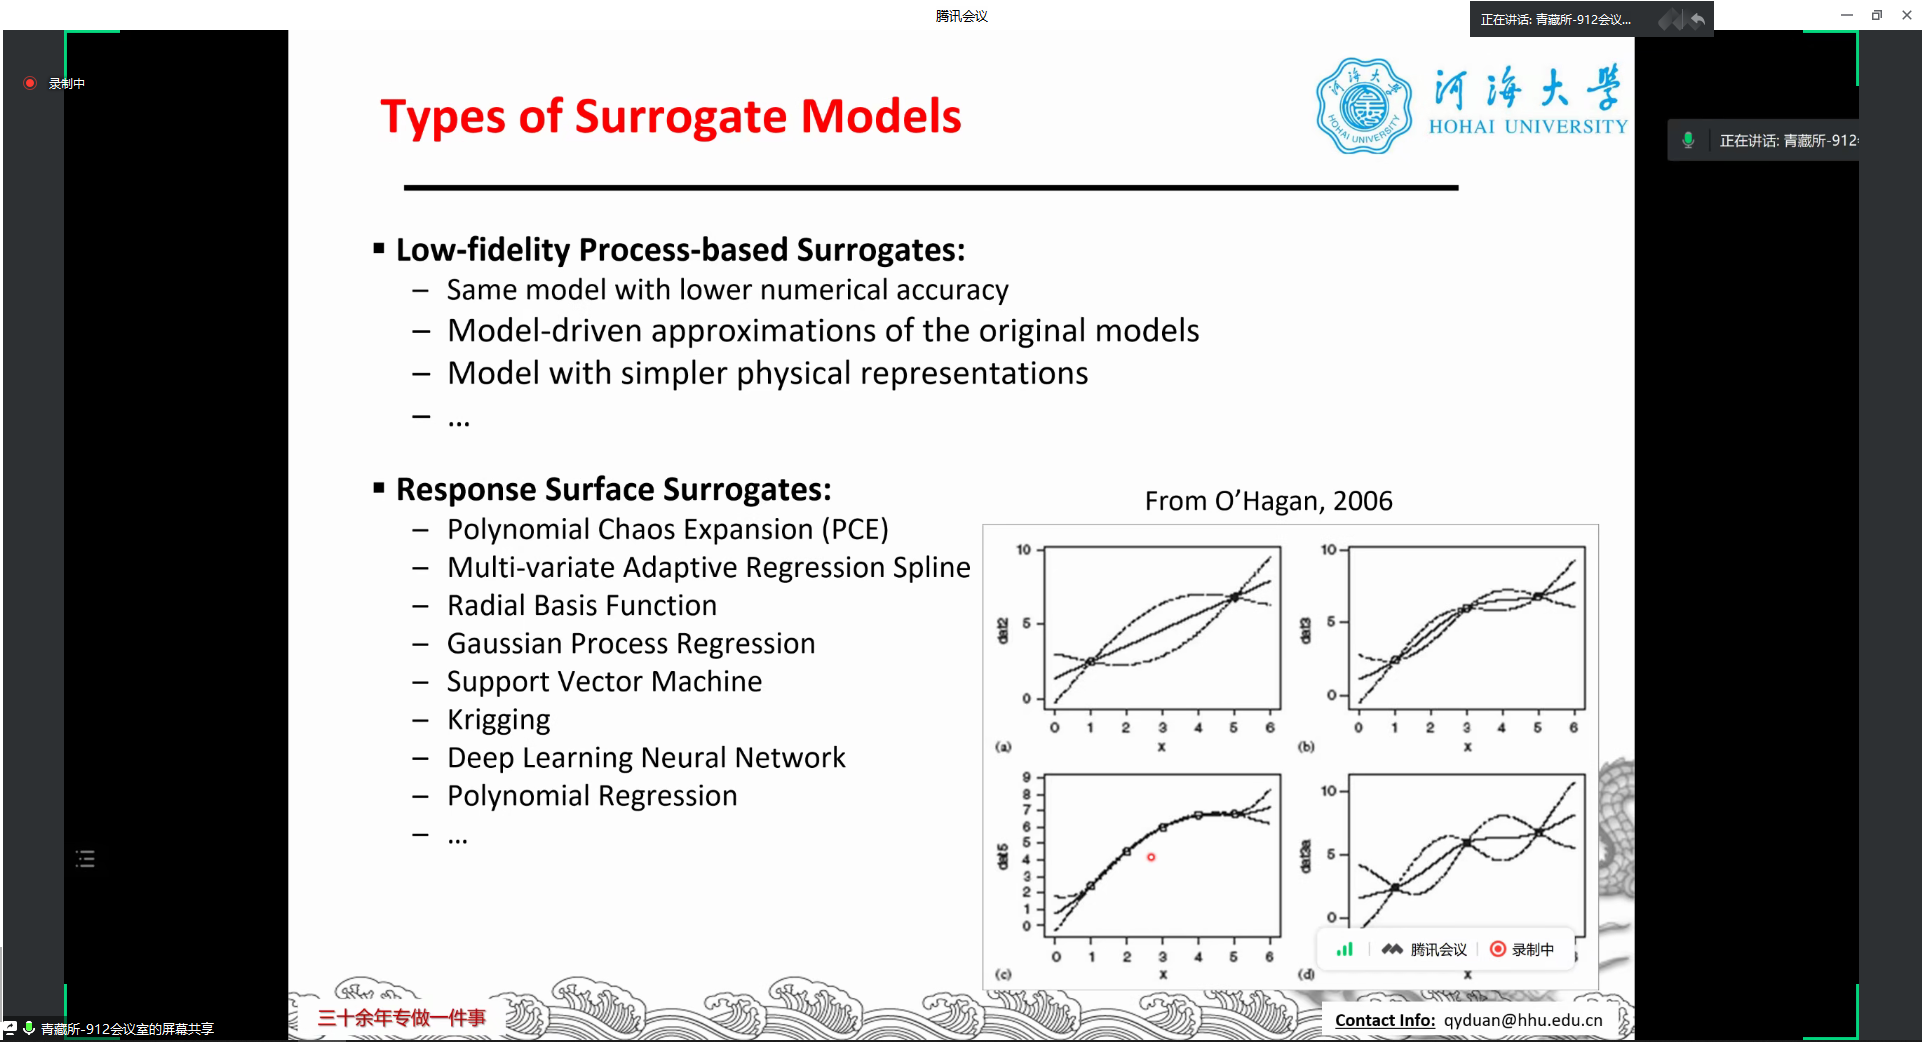 腾讯会议
正在讲话: 青藏所-912会议...
录制中
Types of Surrogate Models
河海大学
HOHAI UNIVERSITY
河海大
HOHAI UNIVERSITY
正在讲话: 青藏所-912
▪ Low-fidelity Process-based Surrogates:
– Same model with lower numerical accuracy
– Model-driven approximations of the original models
– Model with simpler physical representations
– ...
▪ Response Surface Surrogates:
– Polynomial Chaos Expansion (PCE)
– Multi-variate Adaptive Regression Spline
– Radial Basis Function
– Gaussian Process Regression
– Support Vector Machine
– Krigging
– Deep Learning Neural Network
– Polynomial Regression
– ...
From O’Hagan, 2006
10
5
0
dat2
0 1 2 3 4 5 6
(a)
x
10
5
0
dat3
0 1 2 3 4 5 6
(b)
x
9
8
7
6
5
4
3
2
1
0
dat5
0 1 2 3 4 5 6
(c)
x
10
5
0
dat3a
(d)
x
腾讯会议
录制中
三十余年专做一件事
Contact Info: qyduan@hhu.edu.cn
青藏所-912会议室的屏幕共享